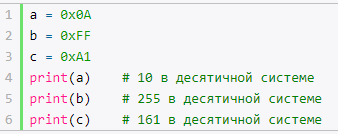 1 a = 0x0A
2 b = 0xFF
3 c = 0xA1
4 print(a)    # 10 в десятичной системе
5 print(b)    # 255 в десятичной системе
6 print(c)    # 161 в десятичной системе